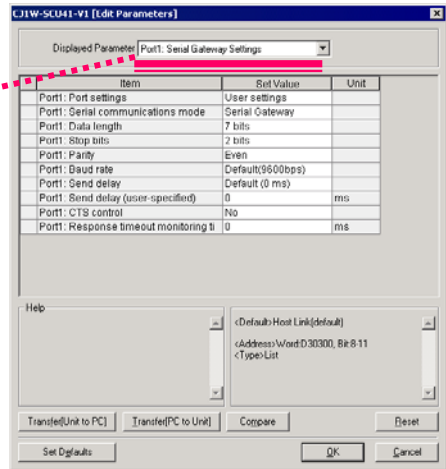 CJ1W-SCU41-V1 [Edit Parameters]
Displayed Parameter Port1: Serial Gateway Settings
Item Set Value Unit
Port1: Port settings User settings
Port1: Serial communications mode Serial Gateway
Port1: Data length 7 bits
Port1: Stop bits 2 bits
Port1: Parity Even
Port1: Baud rate Default(9600bps)
Port1: Send delay Default (0 ms)
Port1: Send delay (user-specified) 0 ms
Port1: CTS control No
Port1: Response timeout monitoring ti 0 ms
Help
<Default>Host Link(default)
<Address>Word:D30300, Bit:8-11
<Type>List
Transfer[Unit to PC] Transfer[PC to Unit] Compare Reset
Set Defaults OK Cancel